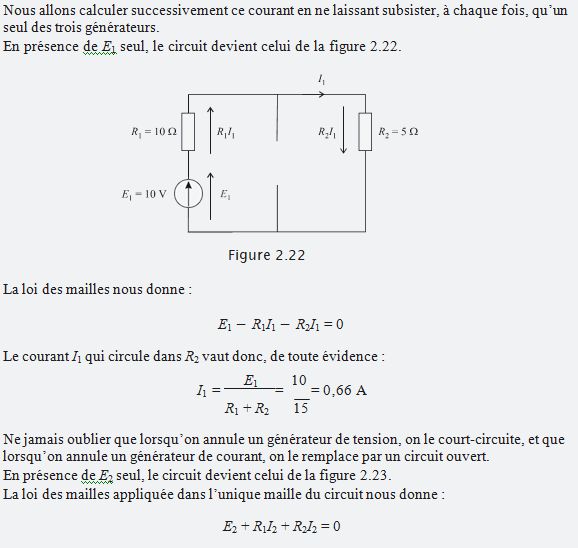 Nous allons calculer successivement ce courant en ne laissant subsister, à chaque fois, qu'un
seul des trois générateurs.
En présence de E₁ seul, le circuit devient celui de la figure 2.22.
I₁
R₁ = 10 Ω
R₁I₁
R₂I₁
R₂ = 5 Ω
E₁ = 10 V
E₁
Figure 2.22
La loi des mailles nous donne :
E₁ − R₁I₁ − R₂I₁ = 0
Le courant I₁ qui circule dans R₂ vaut donc, de toute évidence :
I₁ = E₁ / (R₁ + R₂) = 10 / 15 = 0,66 A
Ne jamais oublier que lorsqu'on annule un générateur de tension, on le court-circuite, et que
lorsqu'on annule un générateur de courant, on le remplace par un circuit ouvert.
En présence de E₂ seul, le circuit devient celui de la figure 2.23.
La loi des mailles appliquée dans l'unique maille du circuit nous donne :
E₂ + R₁I₂ + R₂I₂ = 0